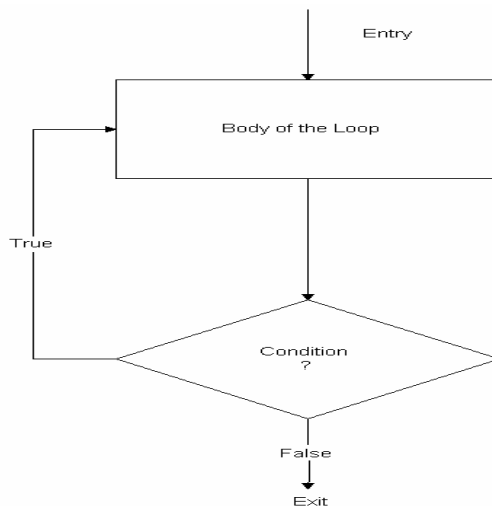 Entry
Body of the Loop
True
Condition
?
False
Exit